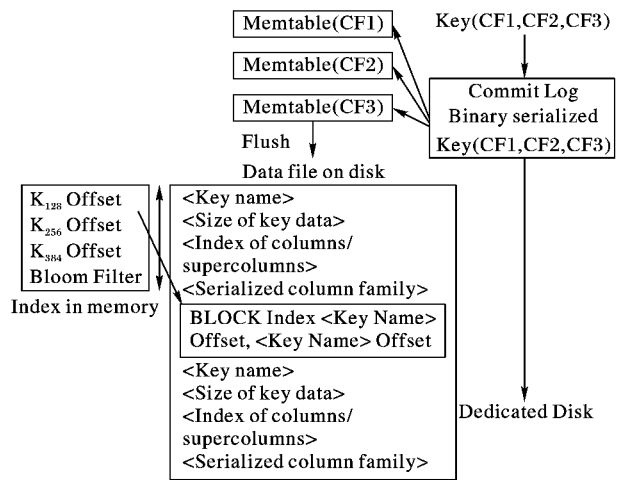 Memtable(CF1)
Key(CF1,CF2,CF3)
Memtable(CF2)
Memtable(CF3)
Commit Log
Binary serialized
Key(CF1,CF2,CF3)
Flush
Data file on disk
K128 Offset
K256 Offset
K384 Offset
Bloom Filter
Index in memory
<Key name>
<Size of key data>
<Index of columns/
supercolumns>
<Serialized column family>
BLOCK Index <Key Name>
Offset, <Key Name> Offset
<Key name>
<Size of key data>
<Index of columns/
supercolumns>
<Serialized column family>
Dedicated Disk